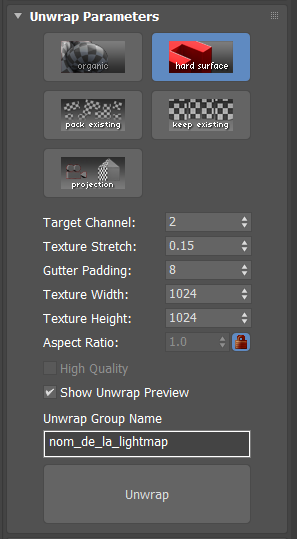 Unwrap Parameters
organic
hard surface
pack existing
keep existing
projection
Target Channel: 2
Texture Stretch: 0.15
Gutter Padding: 8
Texture Width: 1024
Texture Height: 1024
Aspect Ratio: 1.0
High Quality
Show Unwrap Preview
Unwrap Group Name
nom_de_la_lightmap
Unwrap